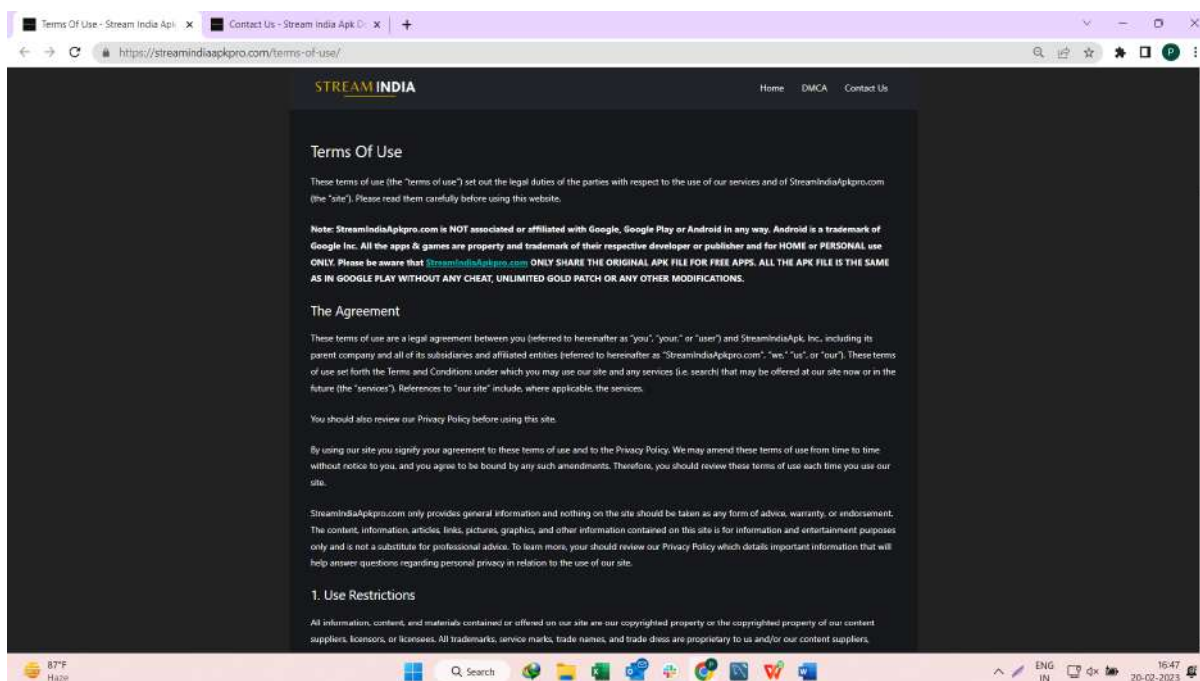 Terms Of Use - Stream India Apk
Contact Us - Stream India Apk D
https://streamindiaapkpro.com/terms-of-use/
P
STREAM INDIA
Home DMCA Contact Us
Terms Of Use
These terms of use (the "terms of use") set out the legal duties of the parties with respect to the use of our services and of StreamIndiaApkpro.com
(the "site"). Please read them carefully before using this website.
Note: StreamIndiaApkpro.com is NOT associated or affiliated with Google, Google Play or Android in any way. Android is a trademark of
Google Inc. All the apps & games are property and trademark of their respective developer or publisher and for HOME or PERSONAL use
ONLY. Please be aware that StreamIndiaApkpro.com ONLY SHARE THE ORIGINAL APK FILE FOR FREE APPS. ALL THE APK FILE IS THE SAME
AS IN GOOGLE PLAY WITHOUT ANY CHEAT, UNLIMITED GOLD PATCH OR ANY OTHER MODIFICATIONS.
The Agreement
These terms of use are a legal agreement between you (referred to hereinafter as "you", "your," or "user") and StreamIndiaApk, Inc., including its
parent company and all of its subsidiaries and affiliated entities (referred to hereinafter as "StreamIndiaApkpro.com", "we," "us", or "our"). These terms
of use set forth the Terms and Conditions under which you may use our site and any services (i.e. search) that may be offered at our site now or in the
future (the "services"). References to "our site" include, where applicable, the services.
You should also review our Privacy Policy before using this site.
By using our site you signify your agreement to these terms of use and to the Privacy Policy. We may amend these terms of use from time to time
without notice to you, and you agree to be bound by any such amendments. Therefore, you should review these terms of use each time you use our
site.
StreamIndiaApkpro.com only provides general information and nothing on the site should be taken as any form of advice, warranty, or endorsement.
The content, information, articles, links, pictures, graphics, and other information contained on this site is for information and entertainment purposes
only and is not a substitute for professional advice. To learn more, your should review our Privacy Policy which details important information that will
help answer questions regarding personal privacy in relation to the use of our site.
1. Use Restrictions
All information, content, and materials contained or offered on our site are our copyrighted property or the copyrighted property of our content
suppliers, licensors, or licensees. All trademarks, service marks, trade names, and trade dress are proprietary to us and/or our content suppliers,
87°F
Haze
Search
ENG
IN
16:47
20-02-2023